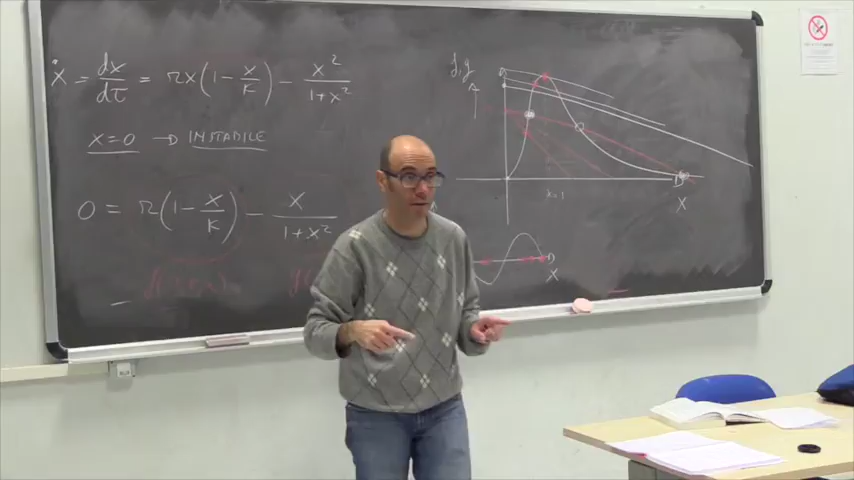 ẋ = dx/dτ = rx(1 - x/K) - x²/(1+x²)
x=0 → INSTABILE
0 = r(1 - x/K) - x/(1+x²)
x
x